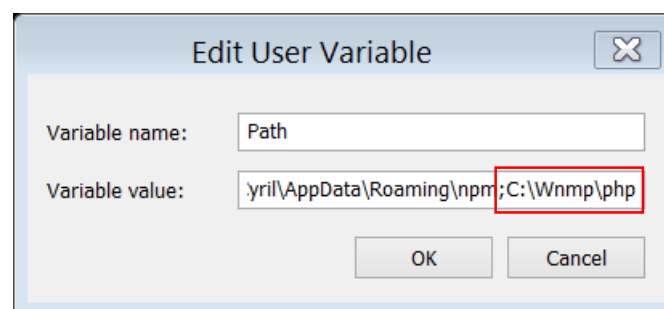 Edit User Variable
Variable name: Path
Variable value: yril\AppData\Roaming\npm;C:\Wnmp\php
OK Cancel